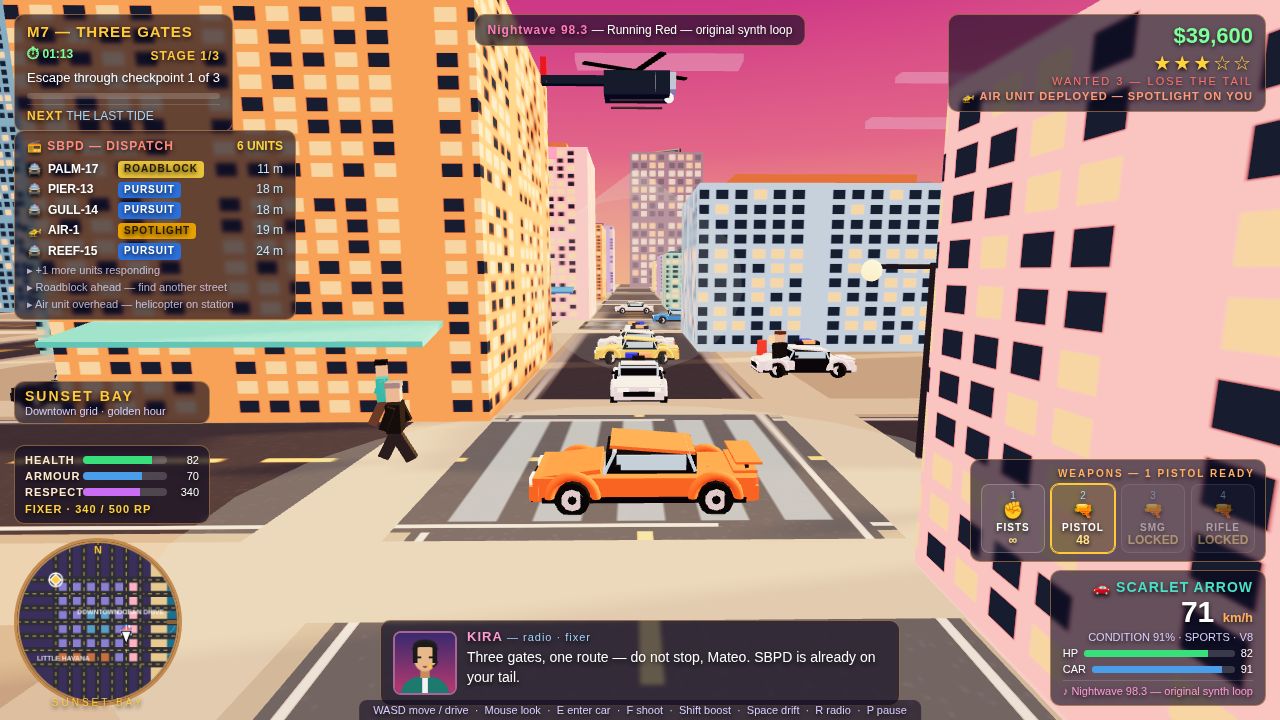 M7 — THREE GATES
⏱ 01:13 STAGE 1/3
Escape through checkpoint 1 of 3
NEXT THE LAST TIDE
SBPD — DISPATCH 6 UNITS
PALM-17 ROADBLOCK 11 m
PIER-13 PURSUIT 18 m
GULL-14 PURSUIT 18 m
AIR-1 SPOTLIGHT 19 m
REEF-15 PURSUIT 24 m
▸ +1 more units responding
▸ Roadblock ahead — find another street
▸ Air unit overhead — helicopter on station
Nightwave 98.3 — Running Red — original synth loop
$39,600
★★★☆☆
WANTED 3 — LOSE THE TAIL
AIR UNIT DEPLOYED — SPOTLIGHT ON YOU
SUNSET BAY
Downtown grid · golden hour
HEALTH 82
ARMOUR 70
RESPECT 340
FIXER · 340 / 500 RP
N
DOWNTOWN OCEAN DRIVE
LITTLE HAVANA
SUNSET BAY
WEAPONS — 1 PISTOL READY
1 2 3 4
FISTS PISTOL SMG RIFLE
∞ 48 LOCKED LOCKED
SCARLET ARROW
71 km/h
CONDITION 91% · SPORTS · V8
HP 82
CAR 91
♪ Nightwave 98.3 — original synth loop
KIRA — radio · fixer
Three gates, one route — do not stop, Mateo. SBPD is already on
your tail.
WASD move / drive · Mouse look · E enter car · F shoot · Shift boost · Space drift · R radio · P pause